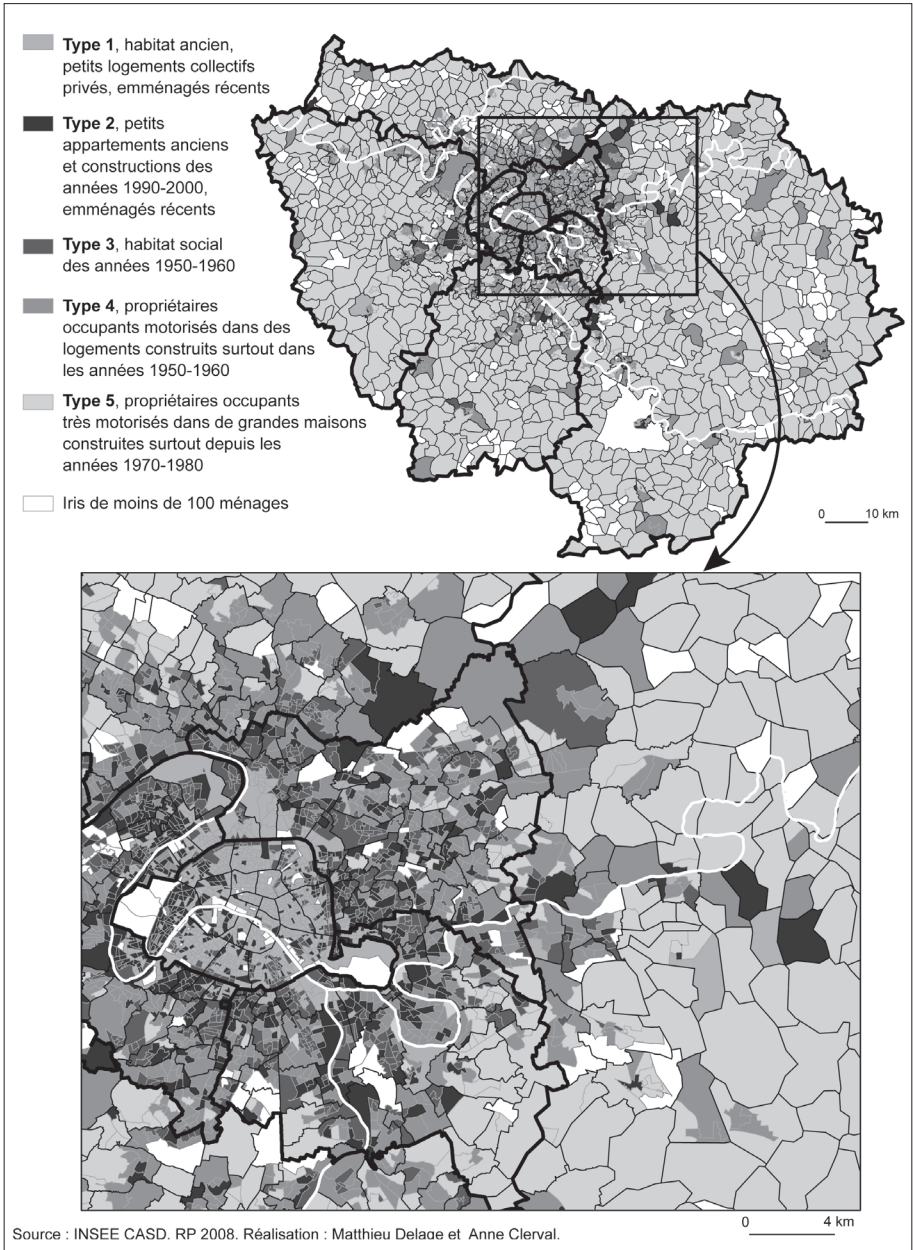 Type 1, habitat ancien,
petits logements collectifs
privés, emménagés récents
Type 2, petits
appartements anciens
et constructions des
années 1990-2000,
emménagés récents
Type 3, habitat social
des années 1950-1960
Type 4, propriétaires
occupants motorisés dans des
logements construits surtout dans
les années 1950-1960
Type 5, propriétaires occupants
très motorisés dans de grandes maisons
construites surtout depuis les
années 1970-1980
Iris de moins de 100 ménages
0 10 km
0 4 km
Source : INSEE CASD. RP 2008. Réalisation : Matthieu Delage et Anne Clerval.